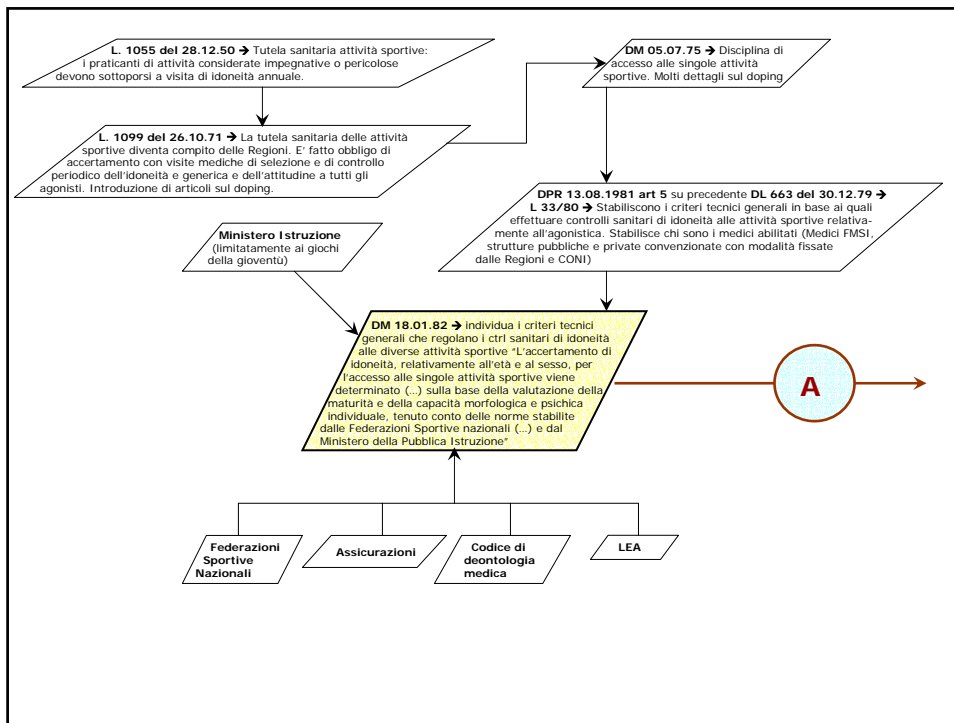 L. 1055 del 28.12.50 → Tutela sanitaria attività sportive:
i praticanti di attività considerate impegnative o pericolose
devono sottoporsi a visita di idoneità annuale.
DM 05.07.75 → Disciplina di
accesso alle singole attività
sportive. Molti dettagli sul doping
L. 1099 del 26.10.71 → La tutela sanitaria delle attività
sportive diventa compito delle Regioni. E' fatto obbligo di
accertamento con visite mediche di selezione e di controllo
periodico dell'idoneità e generica e dell'attitudine a tutti gli
agonisti. Introduzione di articoli sul doping.
DPR 13.08.1981 art 5 su precedente DL 663 del 30.12.79 →
L 33/80 → Stabiliscono i criteri tecnici generali in base ai quali
effettuare controlli sanitari di idoneità alle attività sportive relativa-
mente all'agonistica. Stabilisce chi sono i medici abilitati (Medici FMSI,
strutture pubbliche e private convenzionate con modalità fissate
dalle Regioni e CONI)
Ministero Istruzione
(limitatamente ai giochi
della gioventù)
DM 18.01.82 → individua i criteri tecnici
generali che regolano i ctrl sanitari di idoneità
alle diverse attività sportive "L'accertamento di
idoneità, relativamente all'età e al sesso, per
l'accesso alle singole attività sportive viene
determinato (...) sulla base della valutazione della
maturità e della capacità morfologica e psichica
individuale, tenuto conto delle norme stabilite
dalle Federazioni Sportive nazionali (...) e dal
Ministero della Pubblica Istruzione"
A
Federazioni
Sportive
Nazionali
Assicurazioni
Codice di
deontologia
medica
LEA